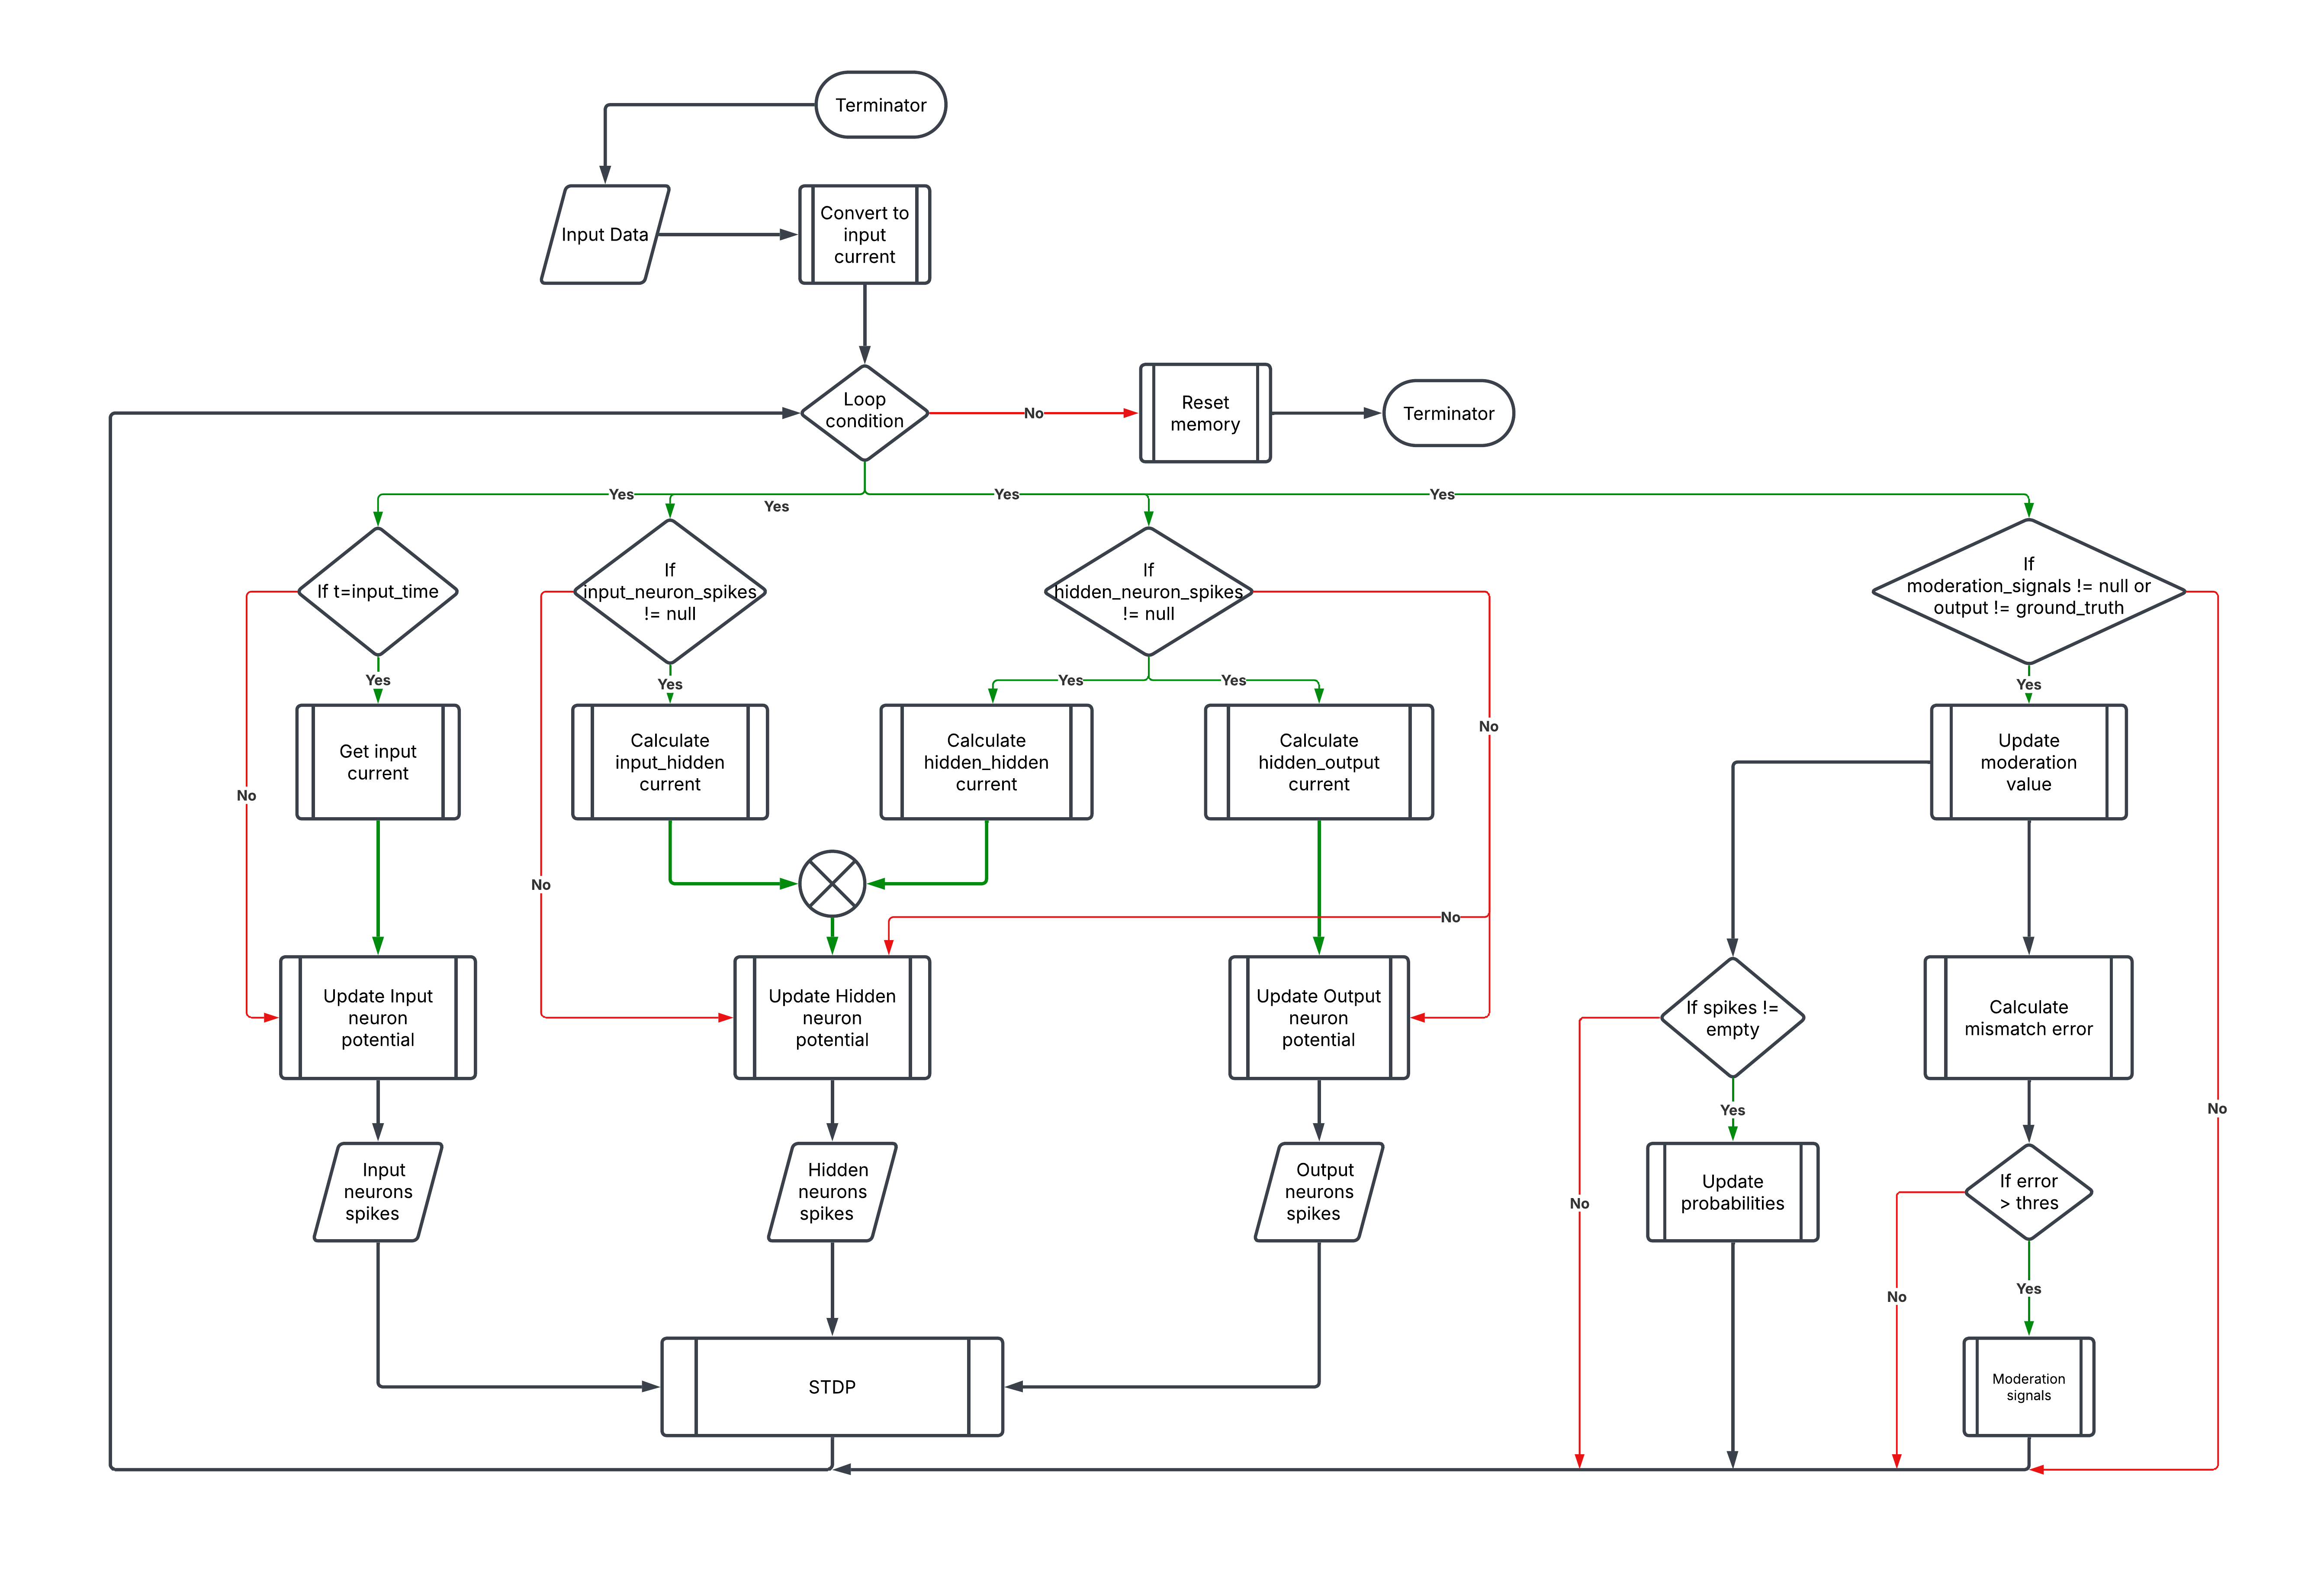 Terminator
Input Data
Convert to
input
current
Loop
condition
No
Reset
memory
Terminator
Yes
Yes
Yes
Yes
If t=input_time
If
input_neuron_spikes
!= null
If
hidden_neuron_spikes
!= null
If
moderation_signals != null or
output != ground_truth
Yes
Yes
Yes
Yes
Yes
No
No
No
No
No
Get input
current
Calculate
input_hidden
current
Calculate
hidden_hidden
current
Calculate
hidden_output
current
Update
moderation
value
Update Input
neuron
potential
Update Hidden
neuron
potential
Update Output
neuron
potential
If spikes !=
empty
Calculate
mismatch error
Yes
No
Input
neurons
spikes
Hidden
neurons
spikes
Output
neurons
spikes
Update
probabilities
If error
> thres
Yes
No
STDP
Moderation
signals